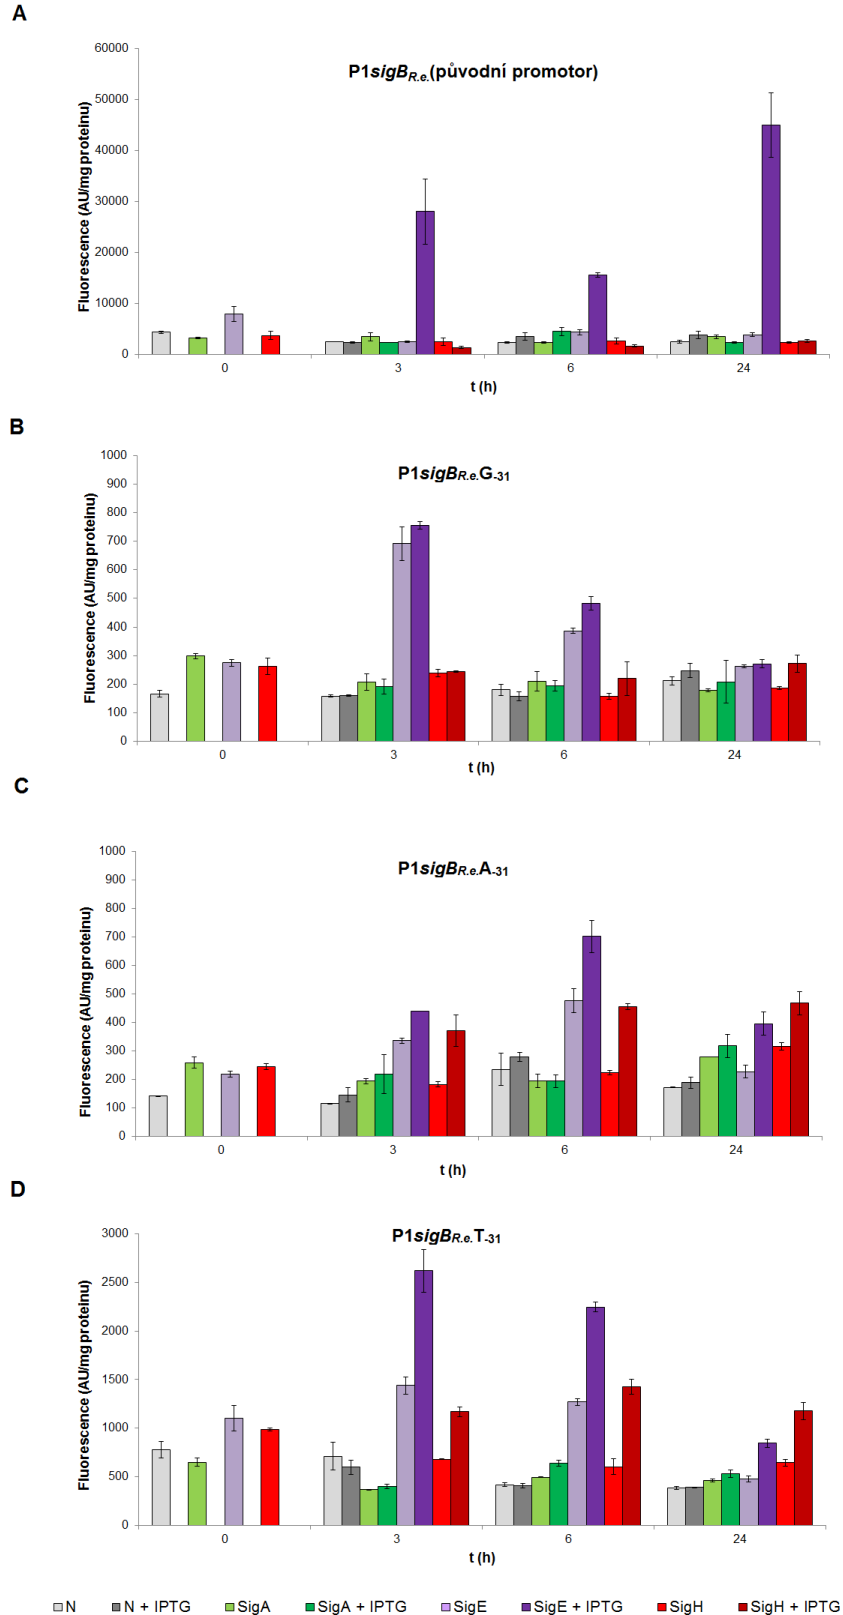 A
P1sigBR.e.(původní promotor)
Fluorescence (AU/mg proteinu)
60000
50000
40000
30000
20000
10000
0
0 3 6 24
t (h)
B
P1sigBR.e.G-31
Fluorescence (AU/mg proteinu)
1000
900
800
700
600
500
400
300
200
100
0
0 3 6 24
t (h)
C
P1sigBR.e.A-31
Fluorescence (AU/mg proteinu)
1000
900
800
700
600
500
400
300
200
100
0
0 3 6 24
t (h)
D
P1sigBR.e.T-31
Fluorescence (AU/mg proteinu)
3000
2500
2000
1500
1000
500
0
0 3 6 24
t (h)
N N + IPTG SigA SigA + IPTG SigE SigE + IPTG SigH SigH + IPTG